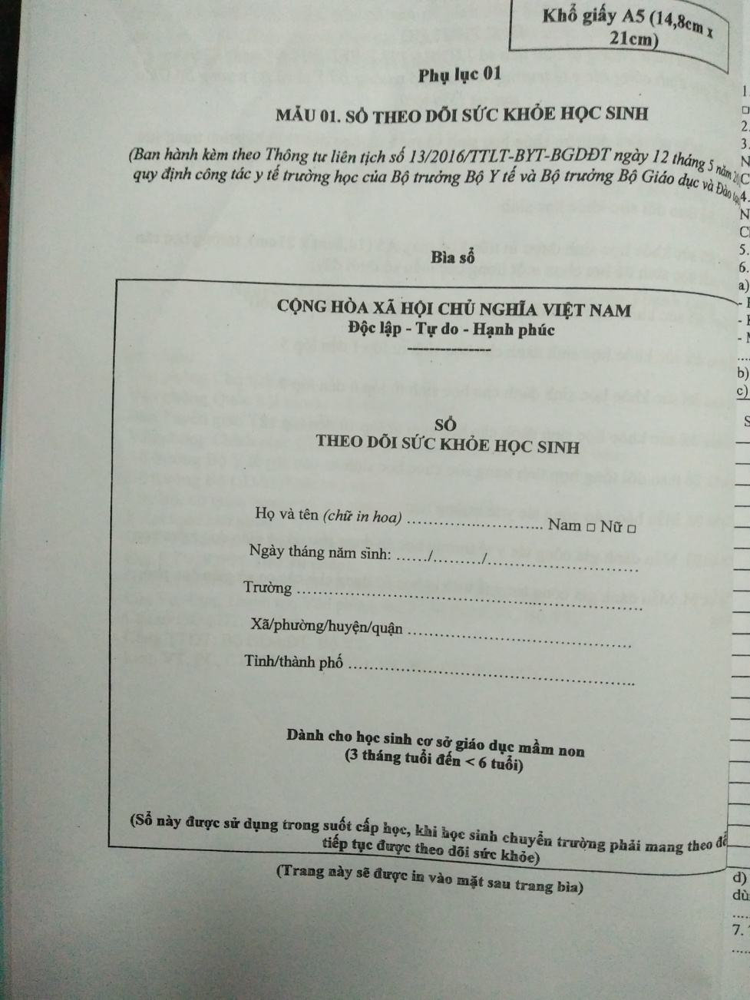 Khổ giấy A5 (14,8cm x
21cm)
Phụ lục 01
MẪU 01. SỔ THEO DÕI SỨC KHỎE HỌC SINH
(Ban hành kèm theo Thông tư liên tịch số 13/2016/TTLT-BYT-BGDĐT ngày 12 tháng 5 năm
quy định công tác y tế trường học của Bộ trưởng Bộ Y tế và Bộ trưởng Bộ Giáo dục và Đào
Bìa sổ
CỘNG HÒA XÃ HỘI CHỦ NGHĨA VIỆT NAM
Độc lập - Tự do - Hạnh phúc
SỔ
THEO DÕI SỨC KHỎE HỌC SINH
Họ và tên (chữ in hoa) .......................... Nam □ Nữ □
Ngày tháng năm sinh: ....../........./..............................
Trường ..................................................................
Xã/phường/huyện/quận ...........................................
Tỉnh/thành phố ......................................................
Dành cho học sinh cơ sở giáo dục mầm non
(3 tháng tuổi đến < 6 tuổi)
(Sổ này được sử dụng trong suốt cấp học, khi học sinh chuyển trường phải mang theo để
tiếp tục được theo dõi sức khỏe)
(Trang này sẽ được in vào mặt sau trang bìa)
1.
□
2.
3.
N
C
4.
N
C
5.
6.
a)
-
-
-
....
b)
c)
S
d)
dù
....
7.
....